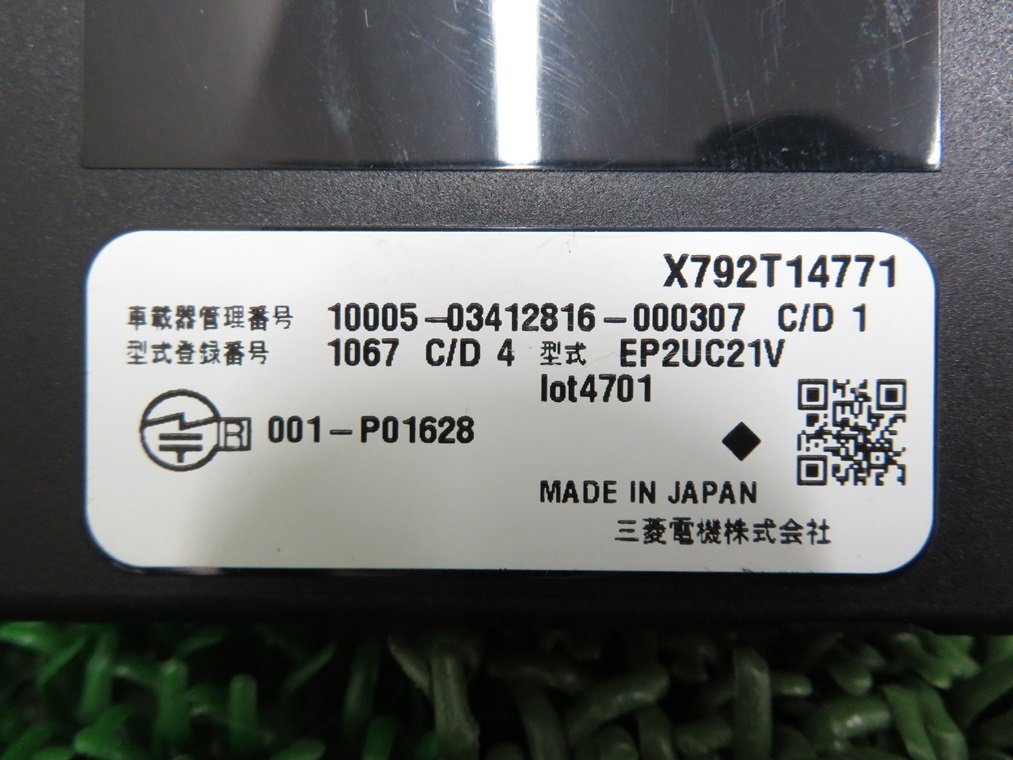 X792T14771
車載器管理番号 10005-03412816-000307 C/D 1
型式登録番号 1067 C/D 4 型式 EP2UC21V
lot4701
R 001-P01628
MADE IN JAPAN
三菱電機株式会社